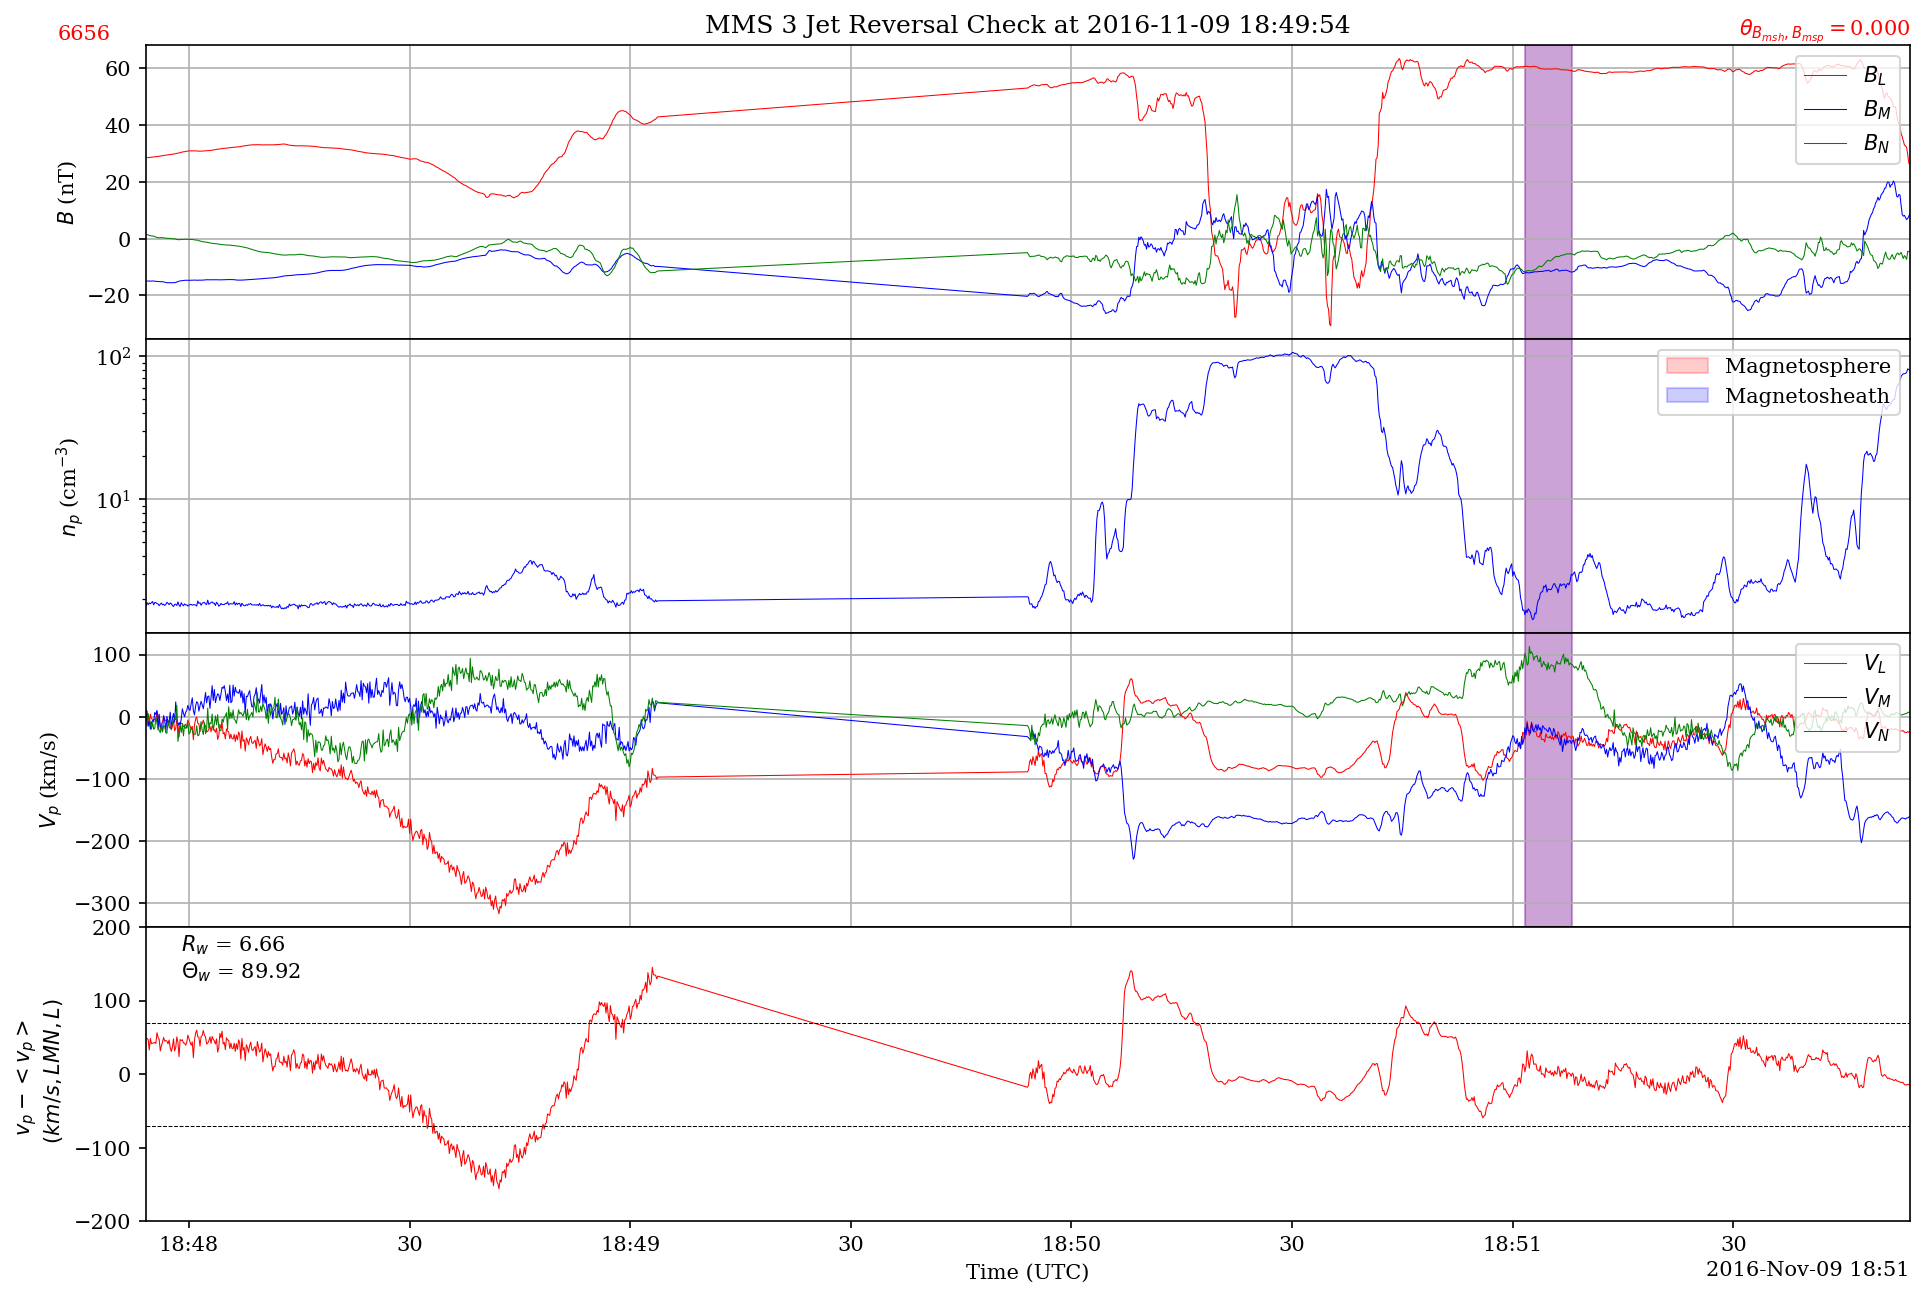 6656
MMS 3 Jet Reversal Check at 2016-11-09 18:49:54
θ_{B_{msh}, B_{msp}} = 0.000
60
40
20
0
−20
B (nT)
B_L
B_M
B_N
10²
10¹
n_p (cm⁻³)
Magnetosphere
Magnetosheath
100
0
−100
−200
−300
V_p (km/s)
V_L
V_M
V_N
200
100
0
−100
−200
v_p − < v_p >
(km/s, LMN, L)
R_w = 6.66
Θ_w = 89.92
18:48
30
18:49
30
18:50
30
18:51
30
Time (UTC)
2016-Nov-09 18:51